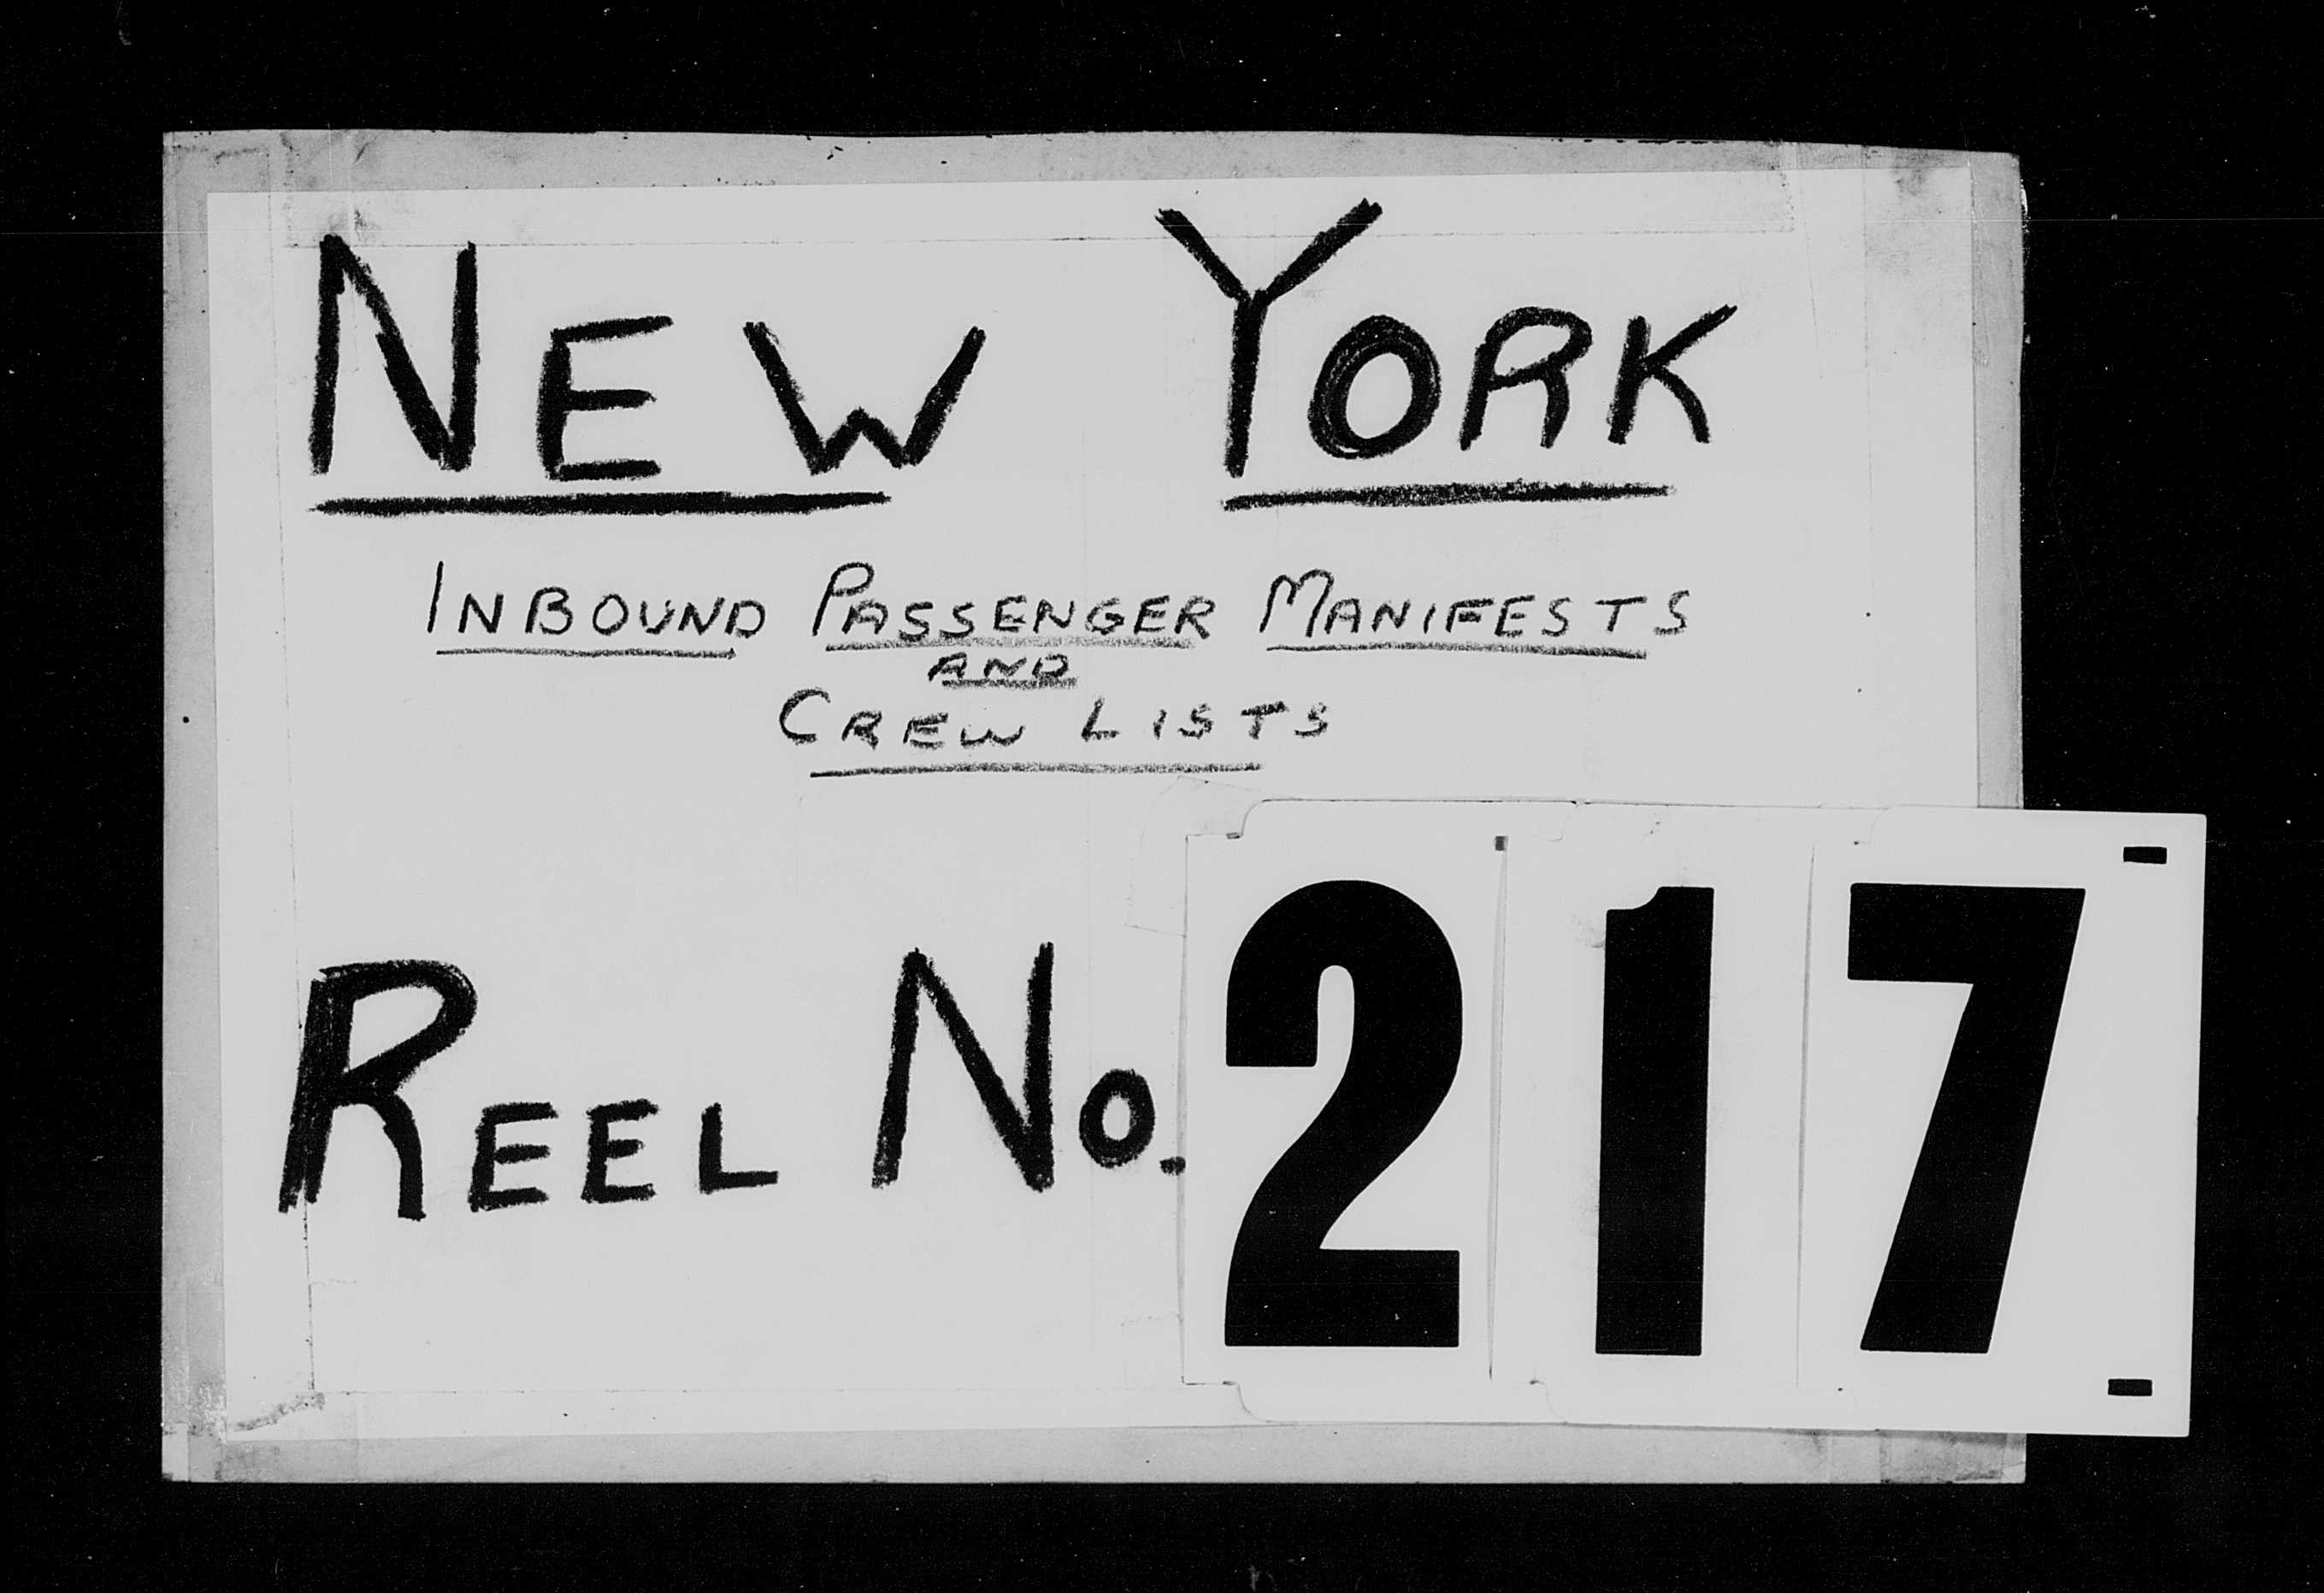 NEW YORK
INBOUND PASSENGER MANIFESTS
AND
CREW LISTS
REEL NO. 217